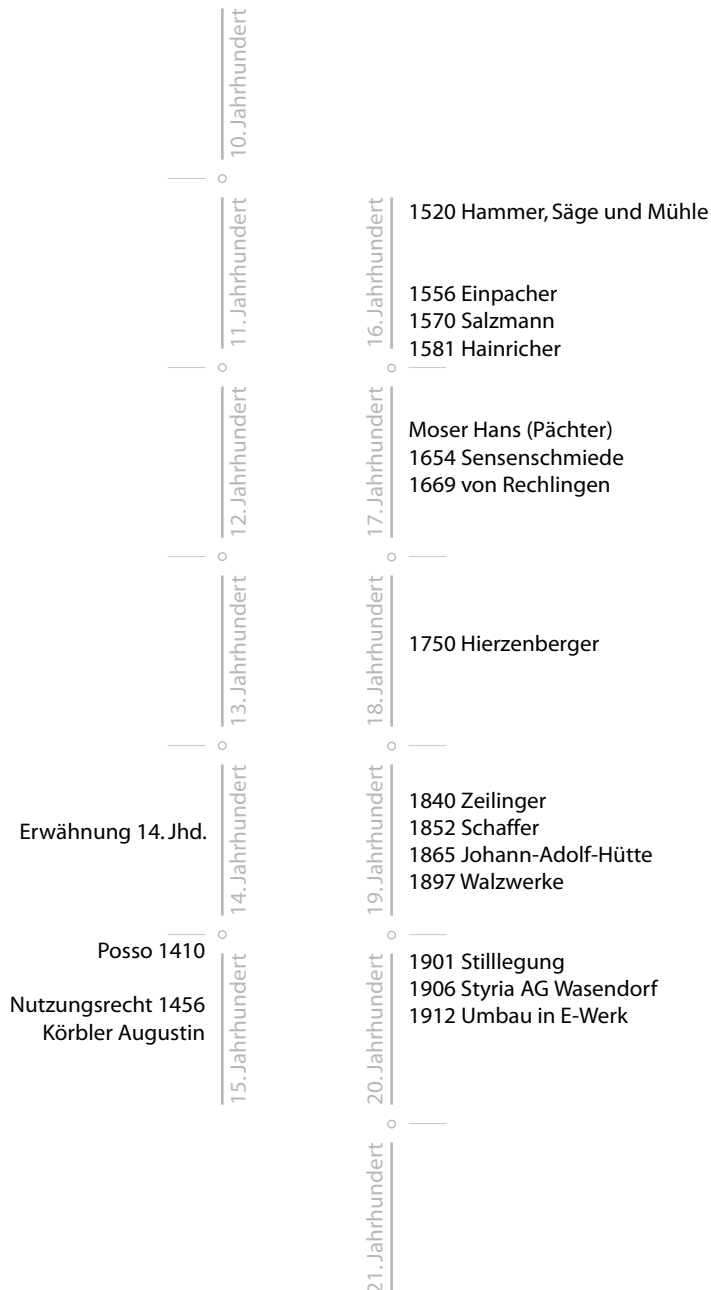 10. Jahrhundert
11. Jahrhundert
12. Jahrhundert
13. Jahrhundert
14. Jahrhundert
Erwähnung 14. Jhd.
15. Jahrhundert
Posso 1410
Nutzungsrecht 1456
Körbler Augustin
16. Jahrhundert
1520 Hammer, Säge und Mühle
1556 Einpacher
1570 Salzmann
1581 Hainricher
17. Jahrhundert
Moser Hans (Pächter)
1654 Sensenschmiede
1669 von Rechlingen
18. Jahrhundert
1750 Hierzenberger
19. Jahrhundert
1840 Zeilinger
1852 Schaffer
1865 Johann-Adolf-Hütte
1897 Walzwerke
20. Jahrhundert
1901 Stilllegung
1906 Styria AG Wasendorf
1912 Umbau in E-Werk
21. Jahrhundert